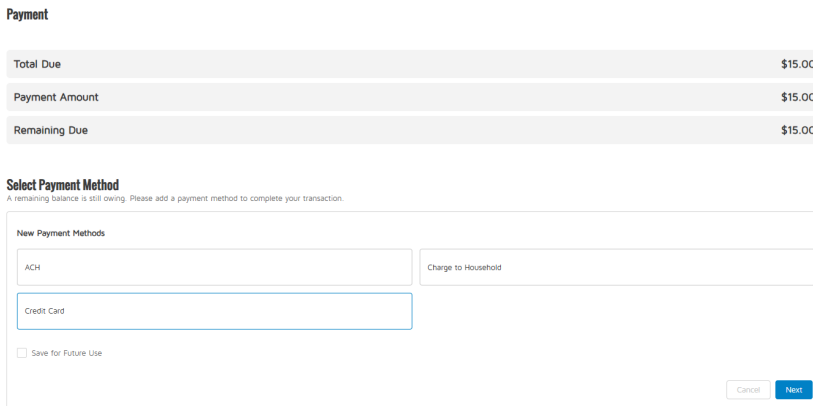 Payment
Total Due $15.00
Payment Amount $15.00
Remaining Due $15.00
Select Payment Method
A remaining balance is still owing. Please add a payment method to complete your transaction.
New Payment Methods
ACH Charge to Household
Credit Card
Save for Future Use
Cancel Next